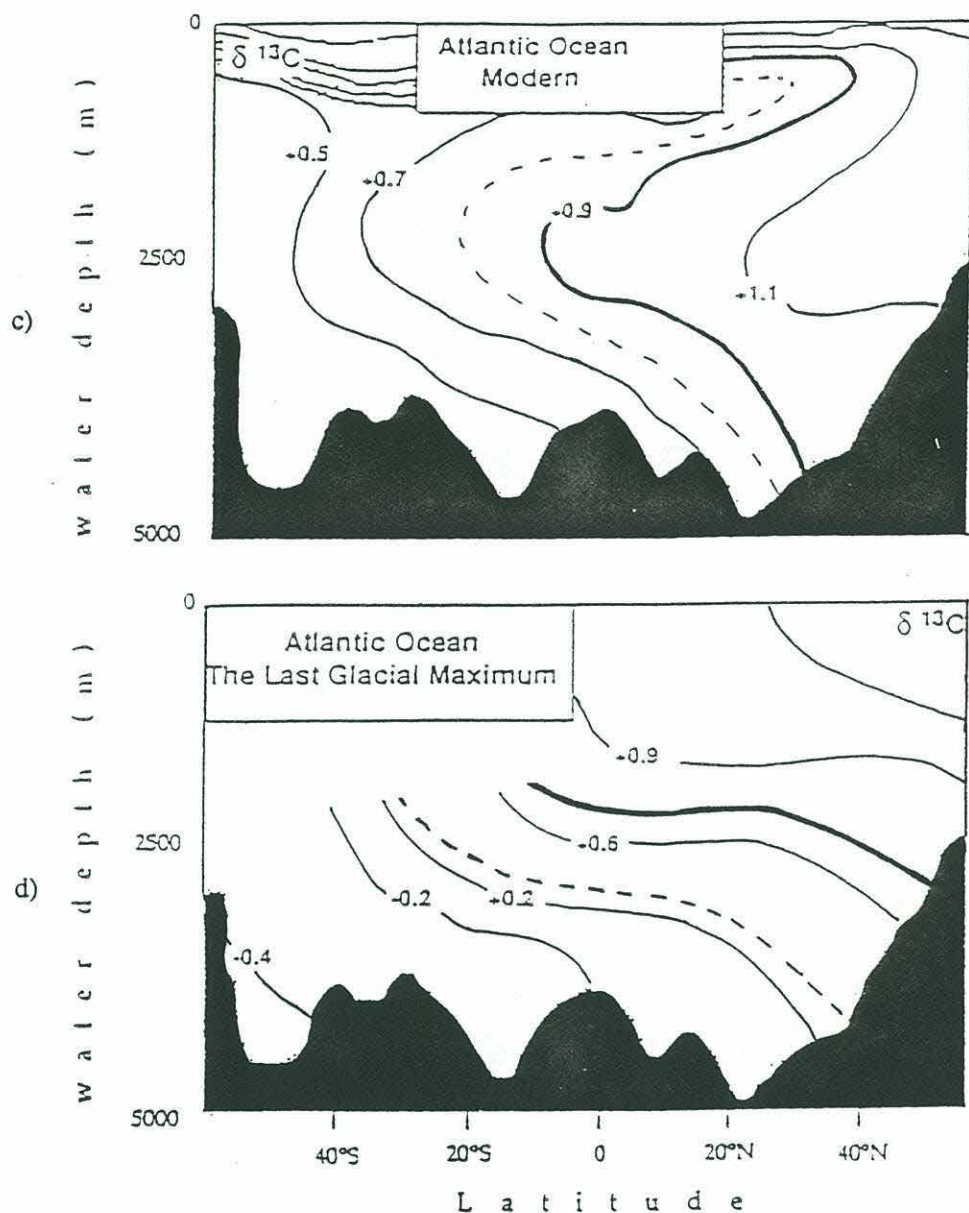 0
δ 13C
Atlantic Ocean
Modern
+0.5
+0.7
+0.9
+1.1
2500
c)
5000
water depth (m)
0
δ 13C
Atlantic Ocean
The Last Glacial Maximum
+0.9
+0.6
+0.2
-0.2
-0.4
2500
d)
5000
water depth (m)
40°S 20°S 0 20°N 40°N
Latitude